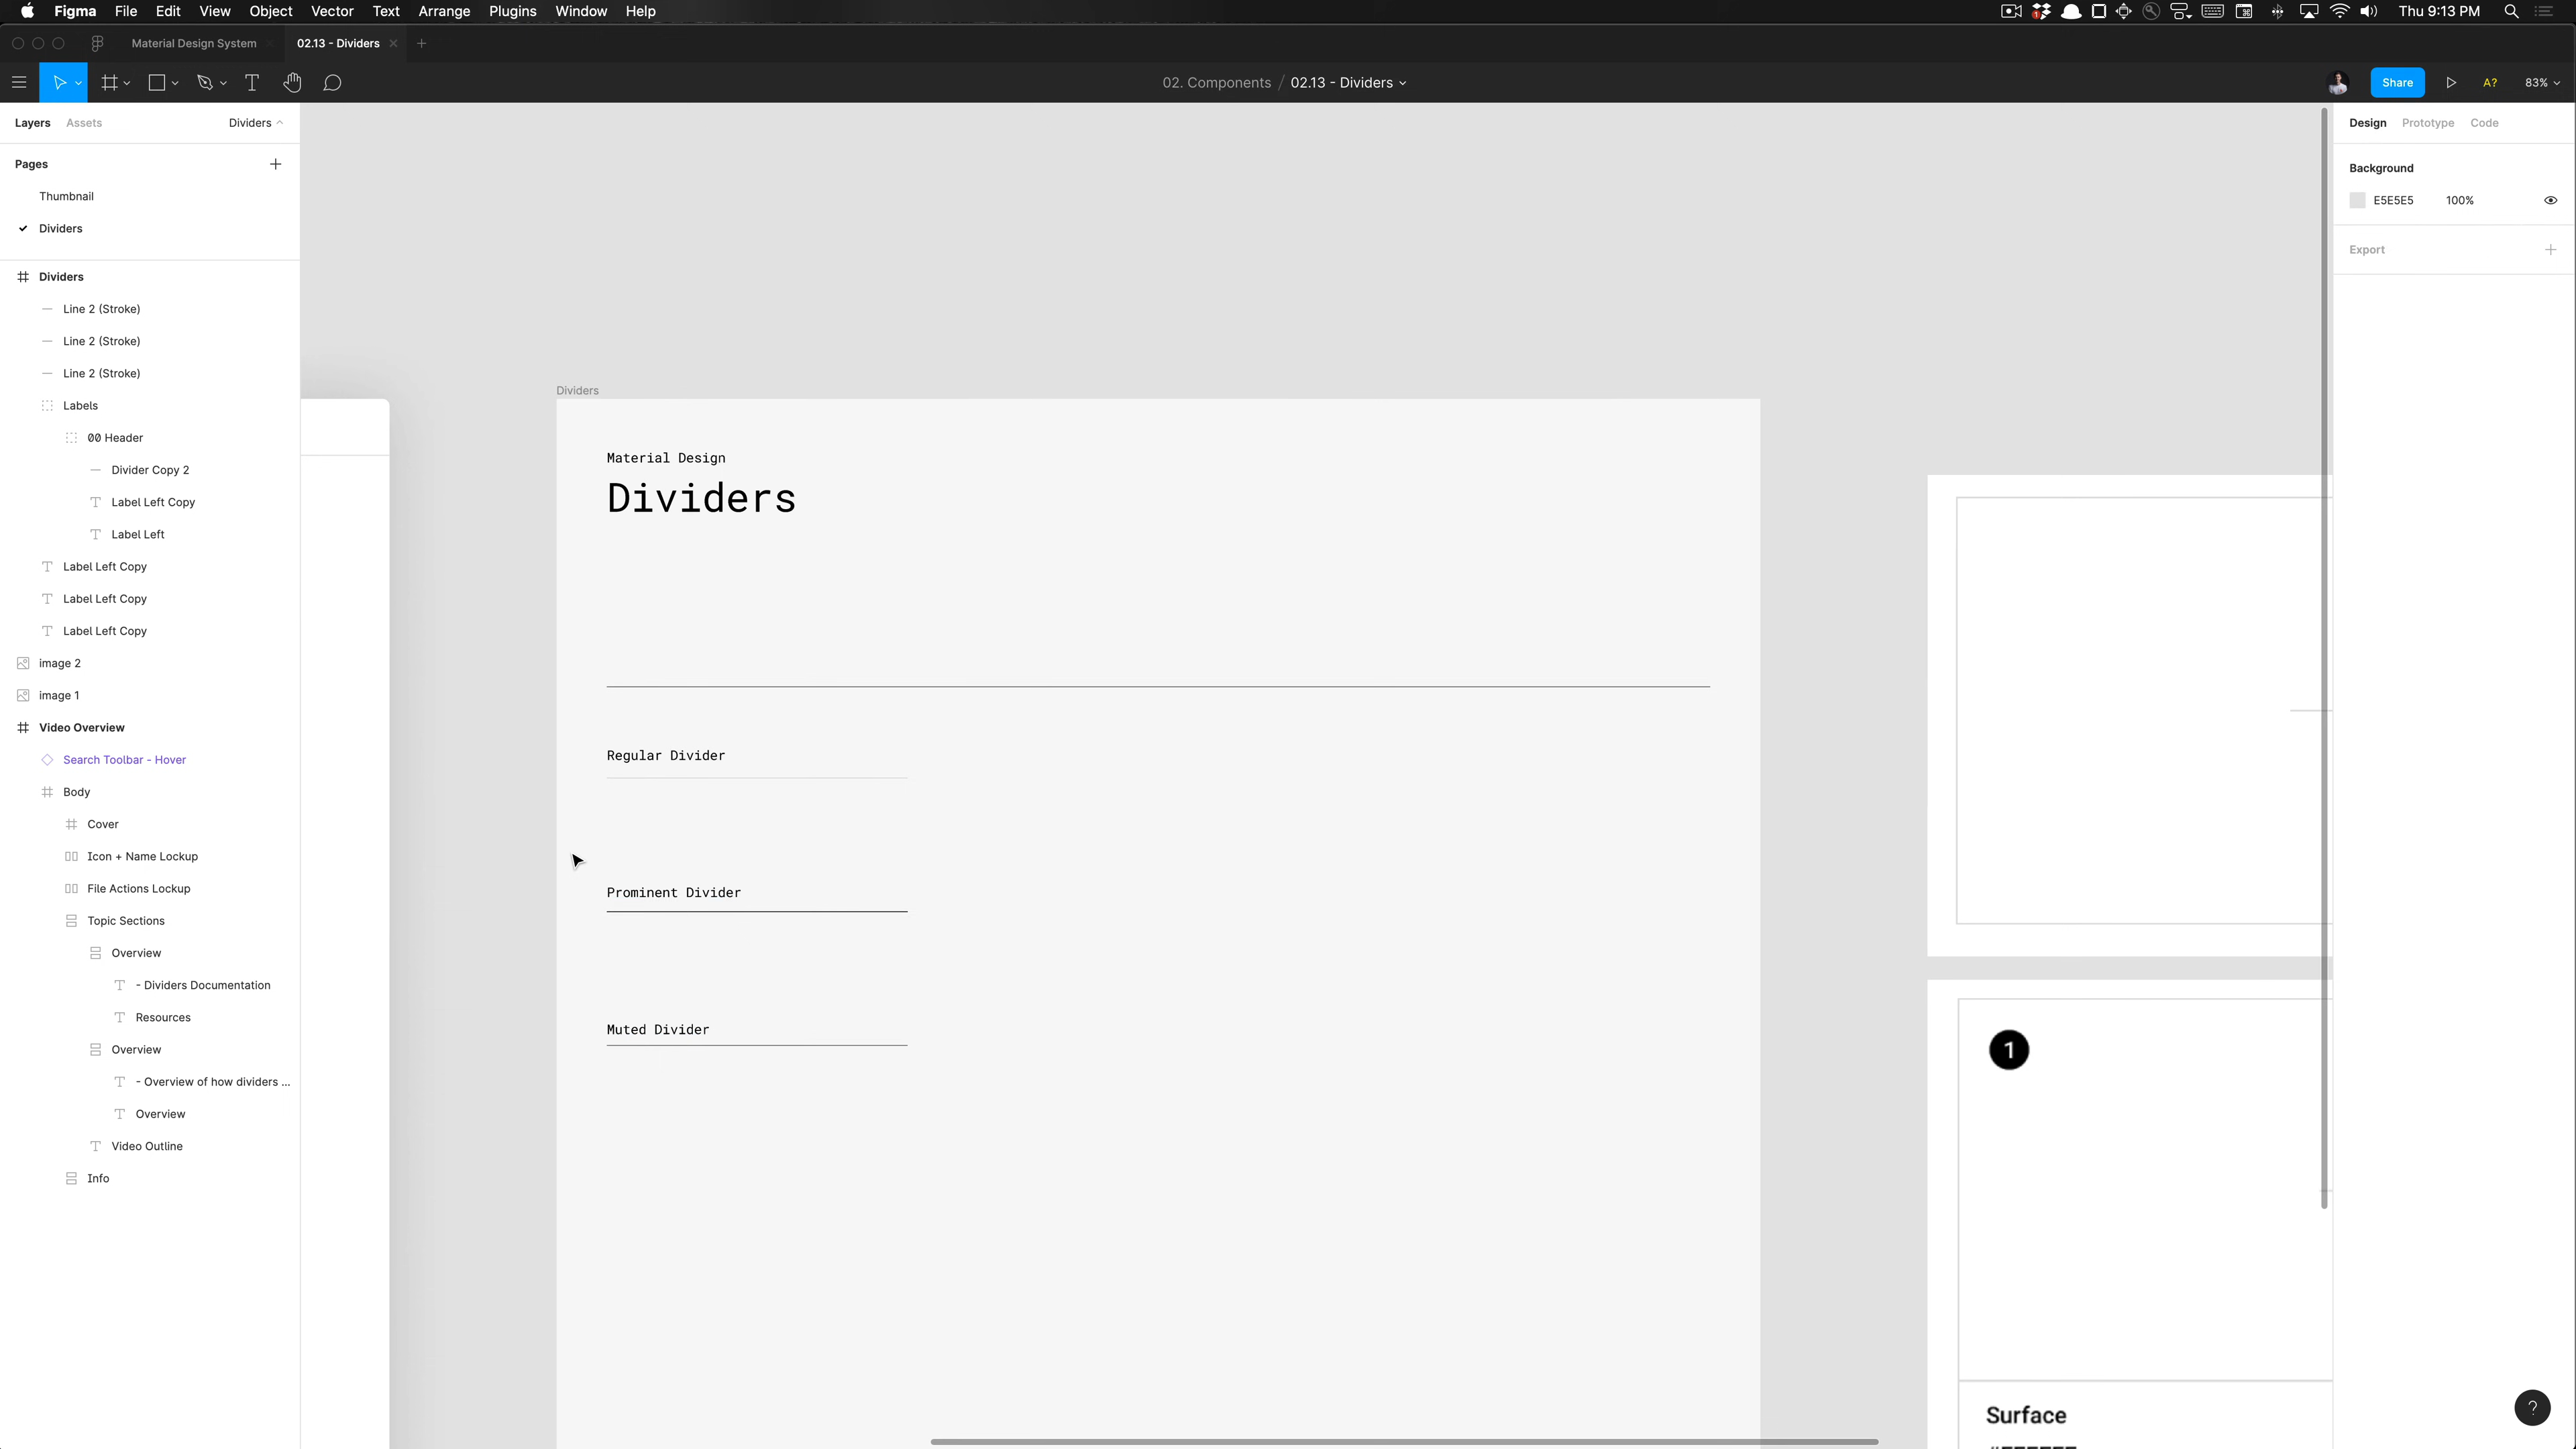 Figma File Edit View Object Vector Text Arrange Plugins Window Help
Thu 9:13 PM
Material Design System
02.13 - Dividers
02. Components / 02.13 - Dividers
Share
A?
83%
Layers
Assets
Dividers
Pages
Thumbnail
Dividers
Dividers
Line 2 (Stroke)
Line 2 (Stroke)
Line 2 (Stroke)
Labels
00 Header
Divider Copy 2
Label Left Copy
Label Left
Label Left Copy
Label Left Copy
Label Left Copy
image 2
image 1
Video Overview
Search Toolbar - Hover
Body
Cover
Icon + Name Lockup
File Actions Lockup
Topic Sections
Overview
- Dividers Documentation
Resources
Overview
- Overview of how dividers ...
Overview
Video Outline
Info
Dividers
Material Design
Dividers
Regular Divider
Prominent Divider
Muted Divider
1
Surface
Design
Prototype
Code
Background
E5E5E5
100%
Export
?